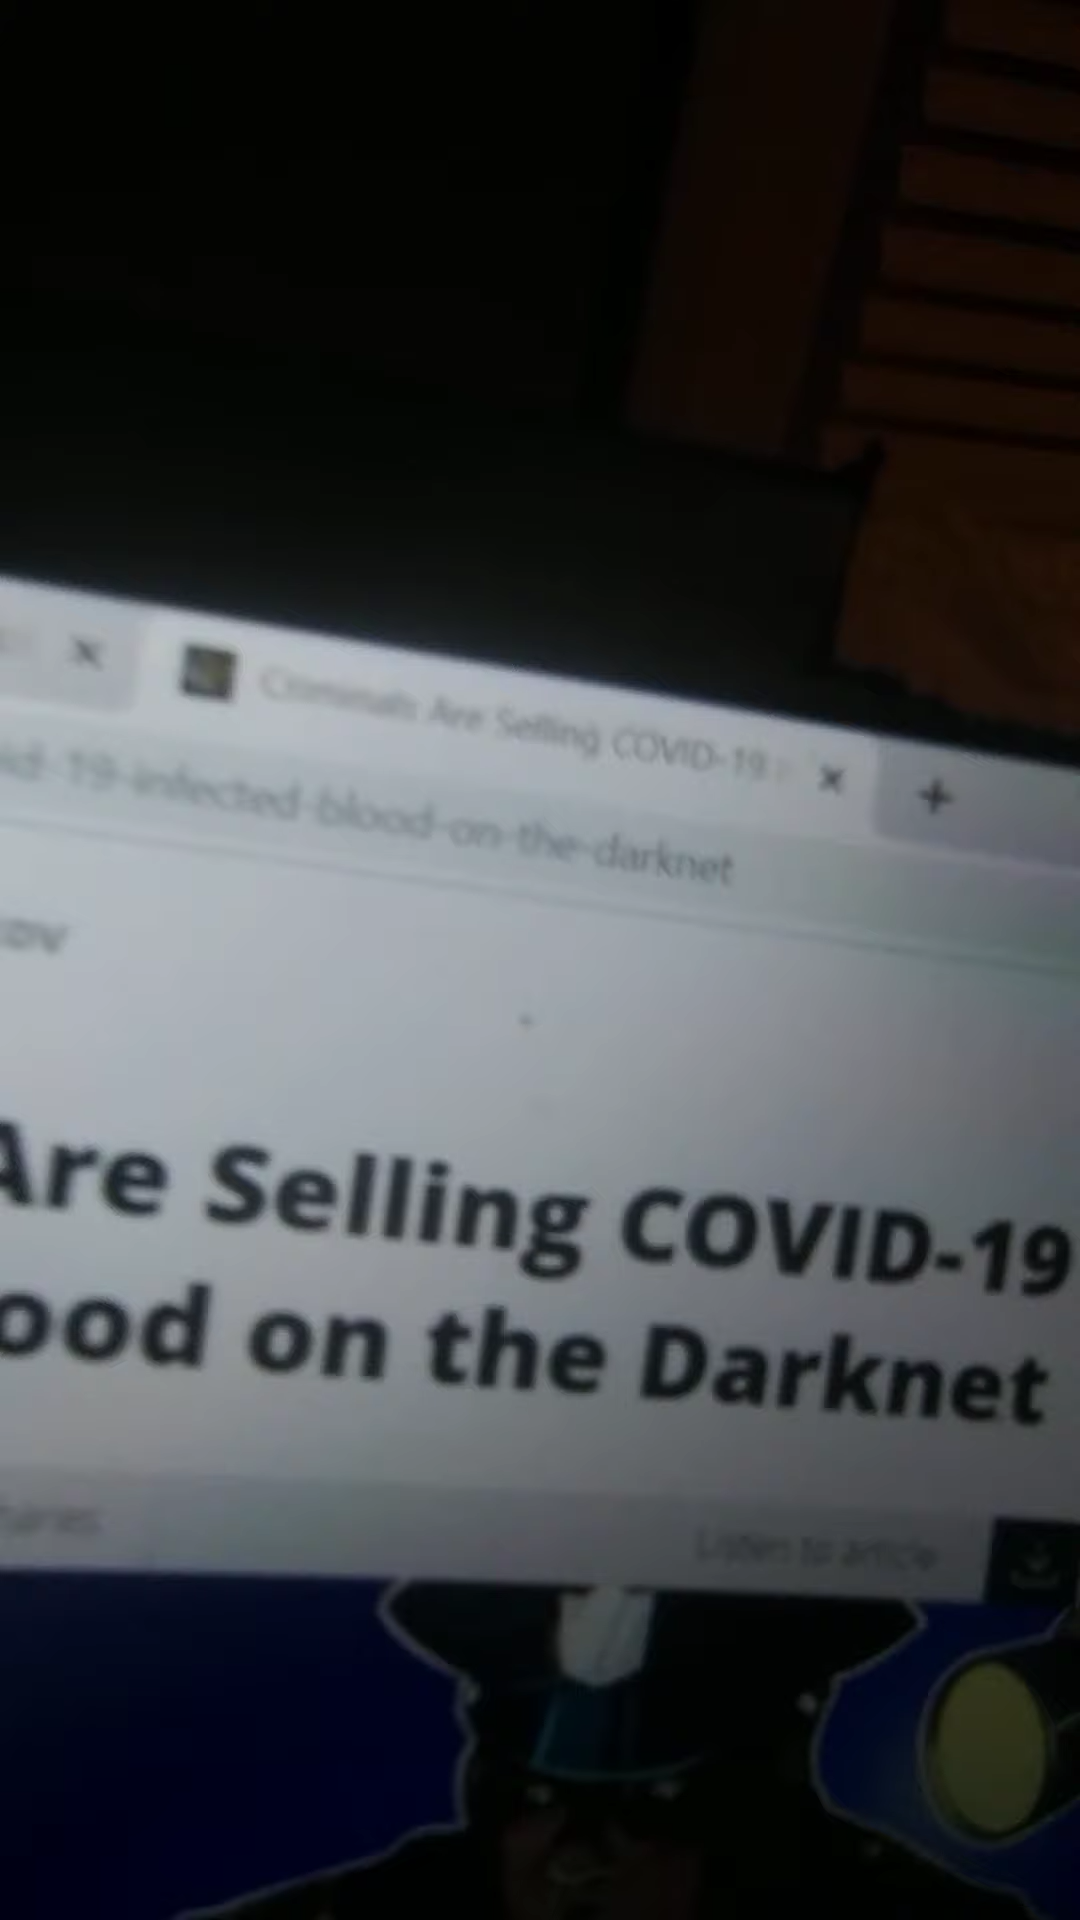 Criminals Are Selling COVID-19
id-19-infected-blood-on-the-darknet
Are Selling COVID-19
ood on the Darknet
Listen to article